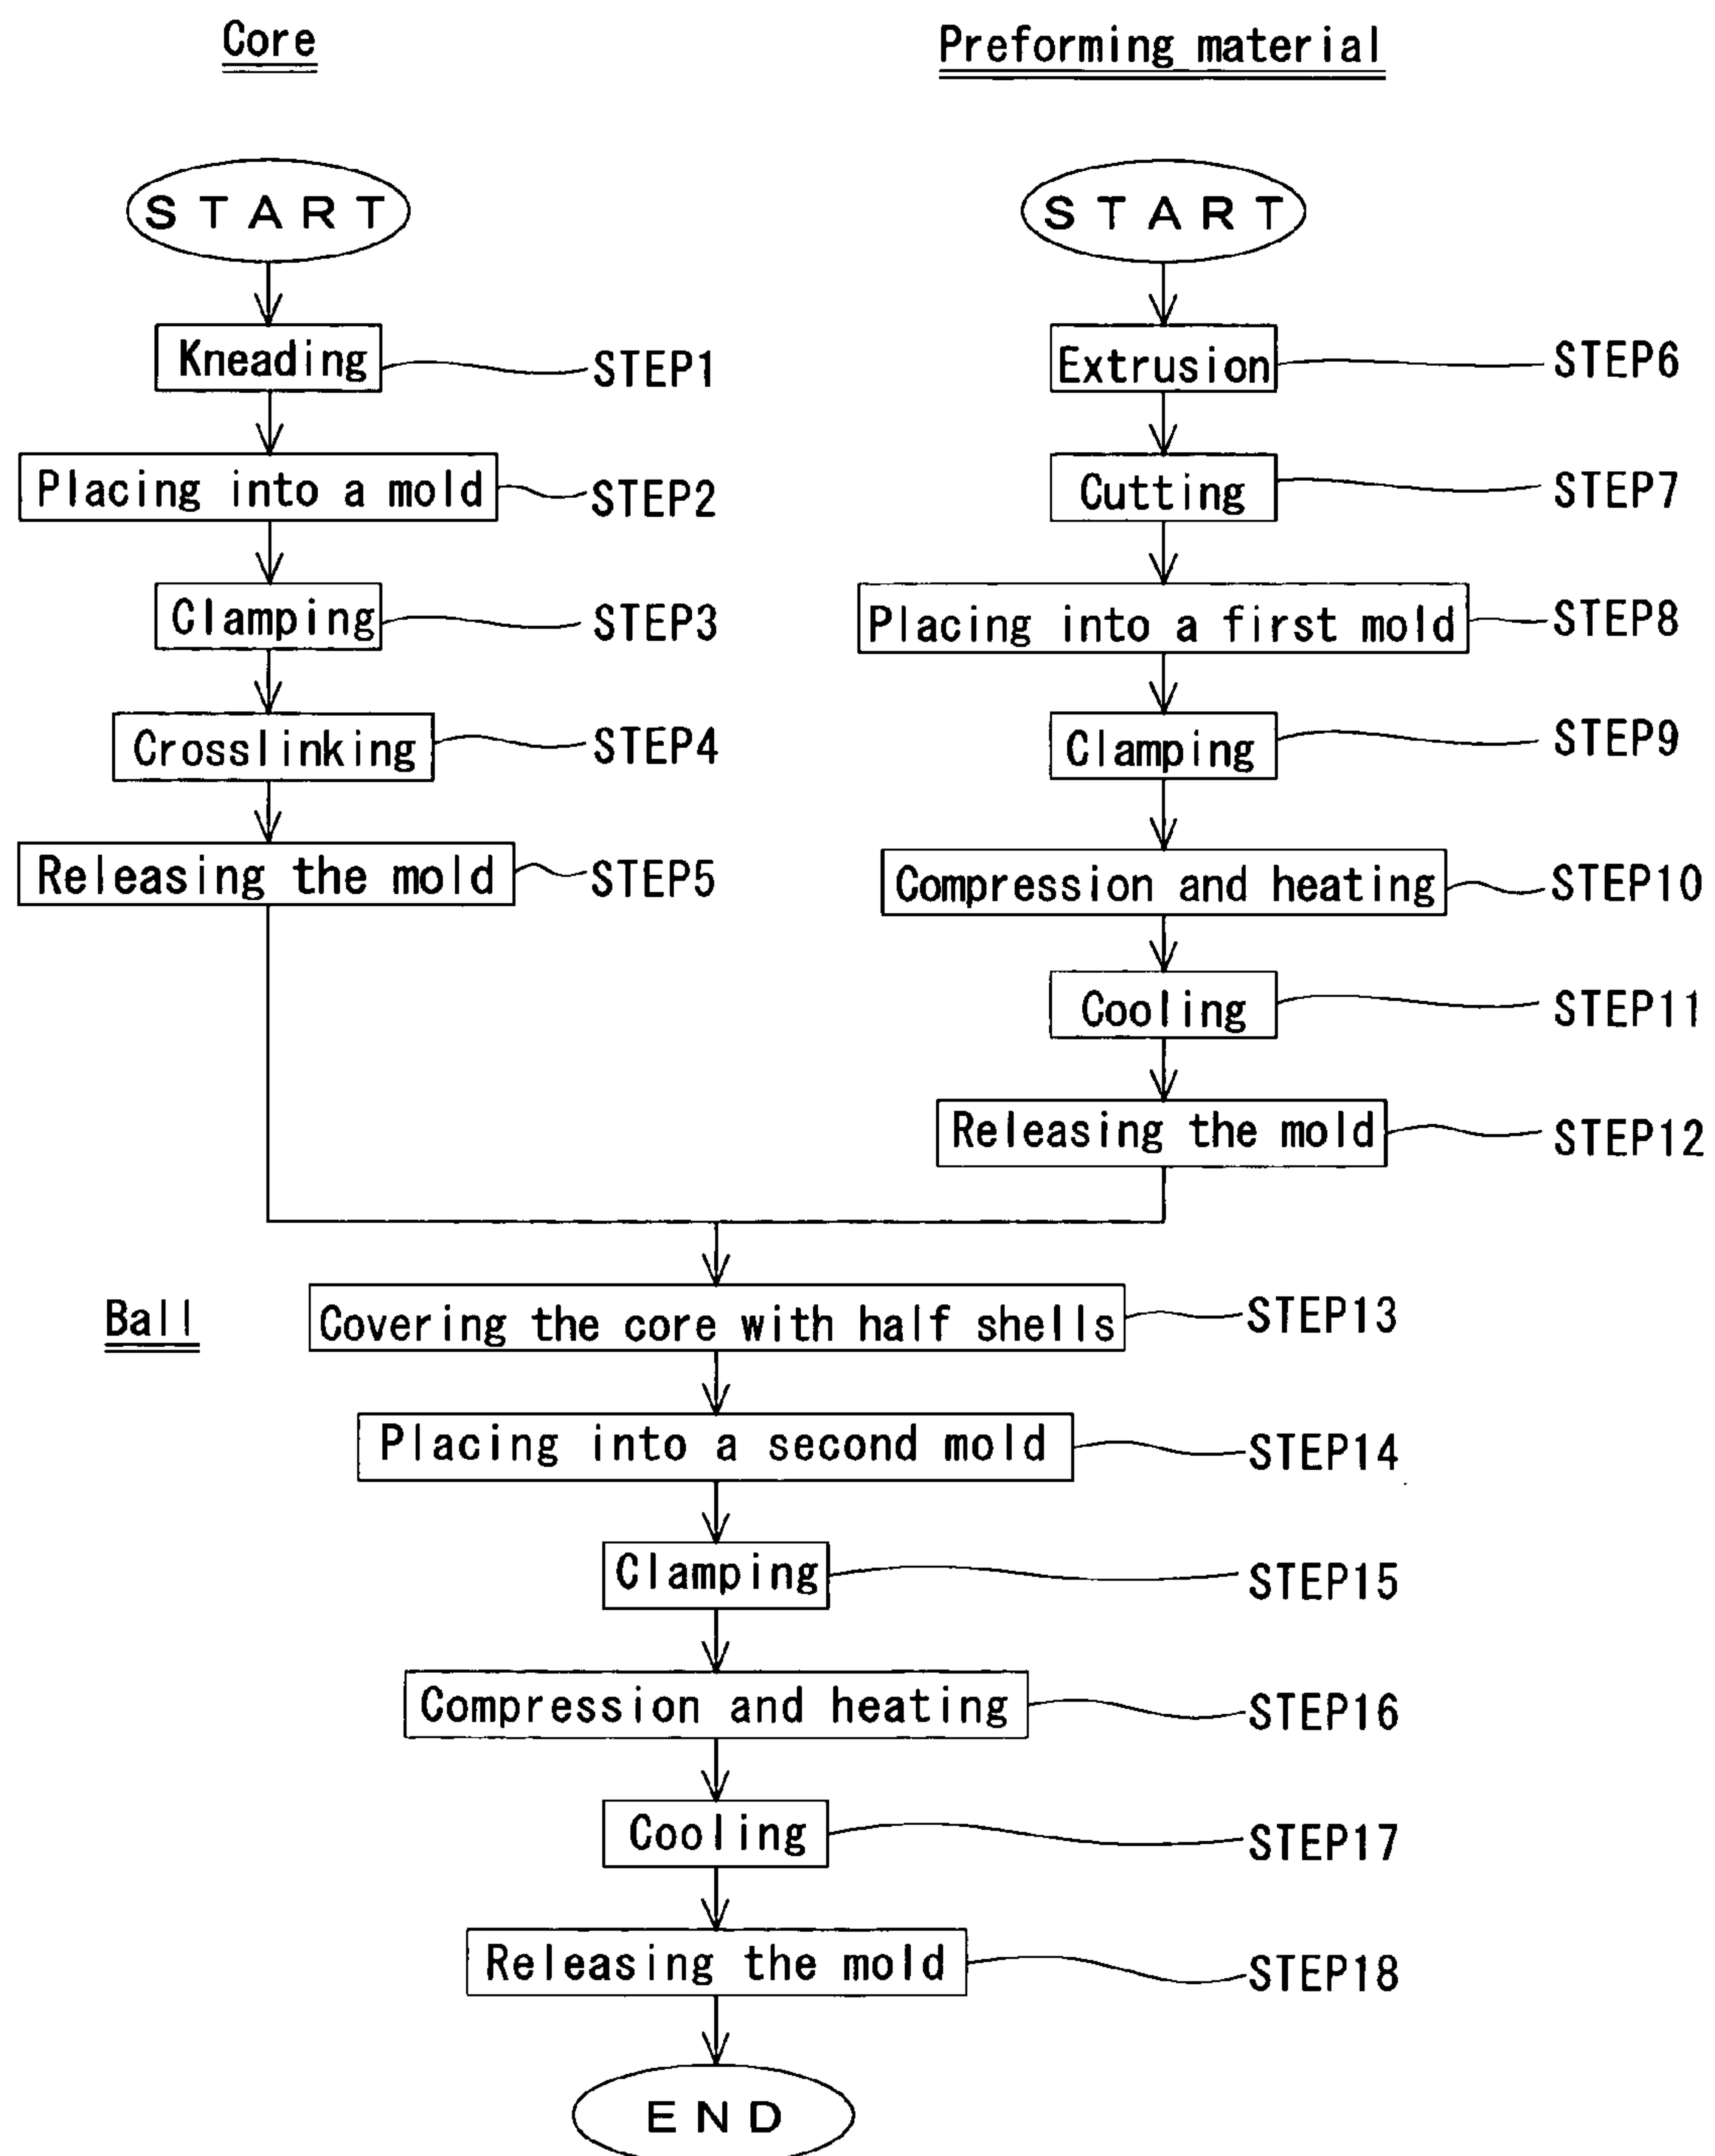 Core
START
Kneading
STEP1
Placing into a mold
STEP2
Clamping
STEP3
Crosslinking
STEP4
Releasing the mold
STEP5
Preforming material
START
Extrusion
STEP6
Cutting
STEP7
Placing into a first mold
STEP8
Clamping
STEP9
Compression and heating
STEP10
Cooling
STEP11
Releasing the mold
STEP12
Ball
Covering the core with half shells
STEP13
Placing into a second mold
STEP14
Clamping
STEP15
Compression and heating
STEP16
Cooling
STEP17
Releasing the mold
STEP18
END